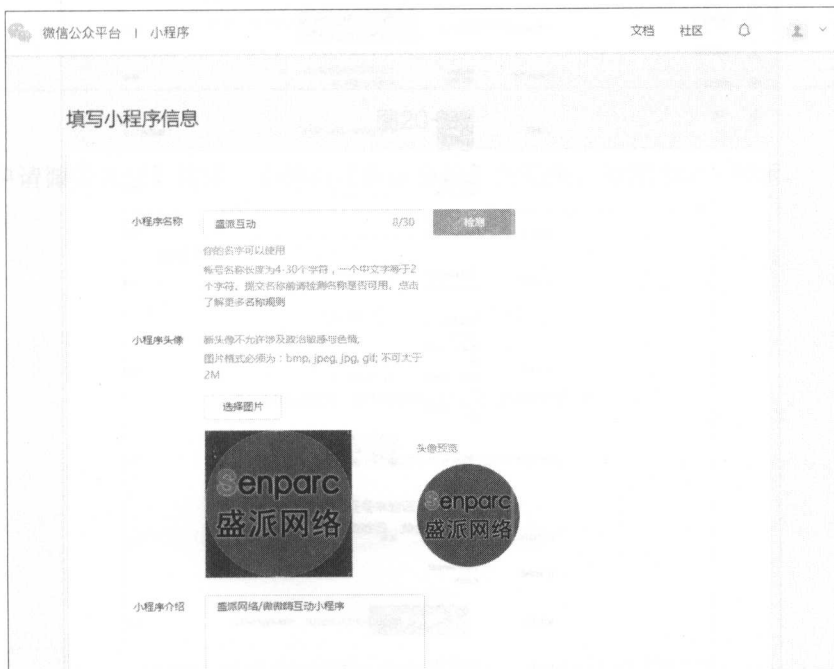 微信公众平台 | 小程序 文档 社区
填写小程序信息
小程序名称 盛派互动 8/30 检测
你的名字可以使用
帐号名称长度为4-30个字符，一个中文字等于2
个字符。提交名称前请检测名称是否可用。点击
了解更多名称规则
小程序头像 新头像不允许涉及政治敏感与色情;
图片格式必须为：bmp, jpeg, jpg, gif; 不可大于
2M
选择图片
头像预览
Senparc
盛派网络
Senparc
盛派网络
小程序介绍 盛派网络/微微嗨互动小程序